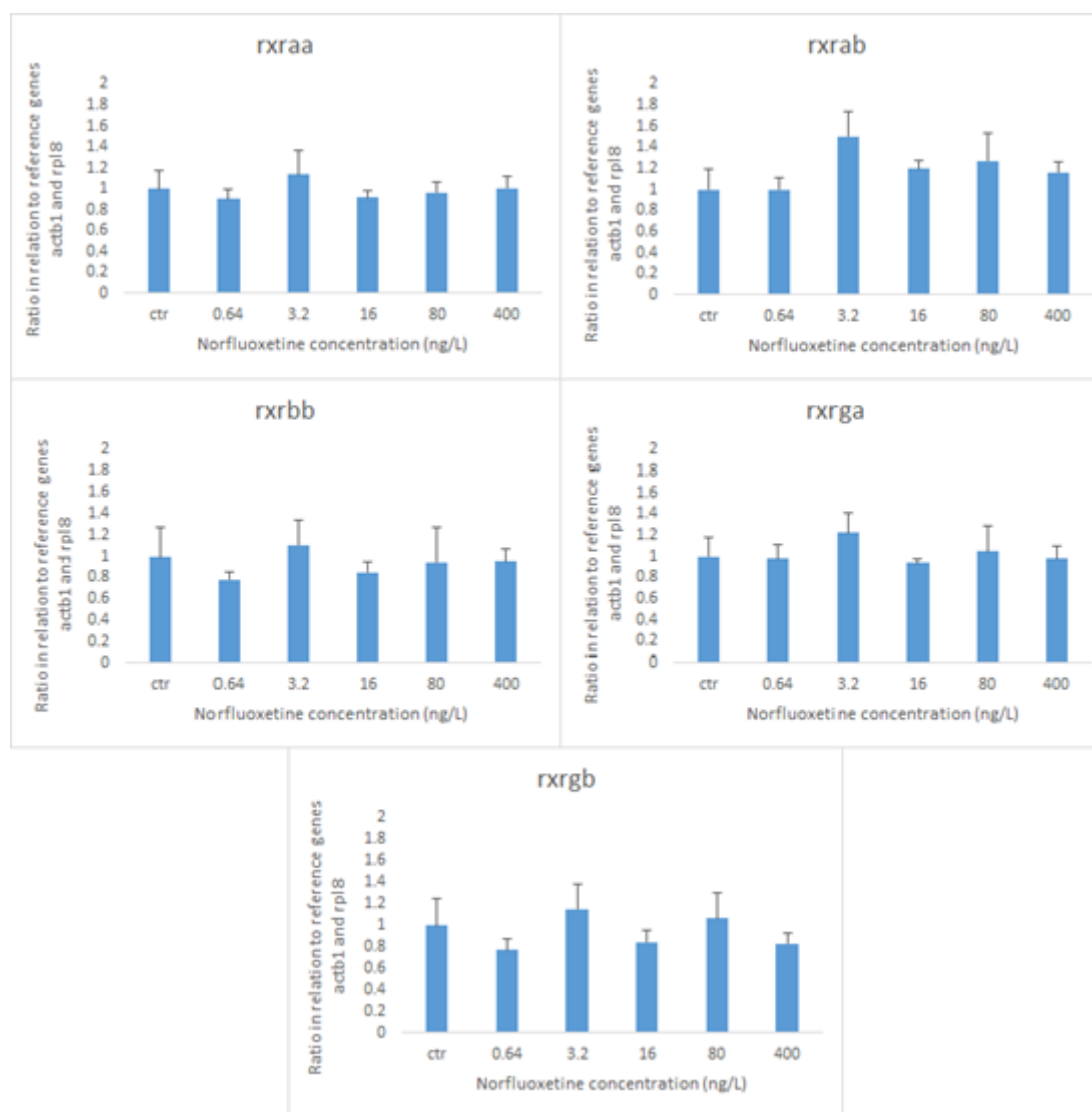 rxraa
Ratio in relation to reference genes
actb1 and rpl8
2
1.8
1.6
1.4
1.2
1
0.8
0.6
0.4
0.2
0
ctr 0.64 3.2 16 80 400
Norfluoxetine concentration (ng/L)
rxrab
Ratio in relation to reference genes
actb1 and rpl8
2
1.8
1.6
1.4
1.2
1
0.8
0.6
0.4
0.2
0
ctr 0.64 3.2 16 80 400
Norfluoxetine concentration (ng/L)
rxrbb
Ratio in relation to reference genes
actb1 and rpl8
2
1.8
1.6
1.4
1.2
1
0.8
0.6
0.4
0.2
0
ctr 0.64 3.2 16 80 400
Norfluoxetine concentration (ng/L)
rxrga
Ratio in relation to reference genes
actb1 and rpl8
2
1.8
1.6
1.4
1.2
1
0.8
0.6
0.4
0.2
0
ctr 0.64 3.2 16 80 400
Norfluoxetine concentration (ng/L)
rxrgb
Ratio in relation to reference genes
actb1 and rpl8
2
1.8
1.6
1.4
1.2
1
0.8
0.6
0.4
0.2
0
ctr 0.64 3.2 16 80 400
Norfluoxetine concentration (ng/L)